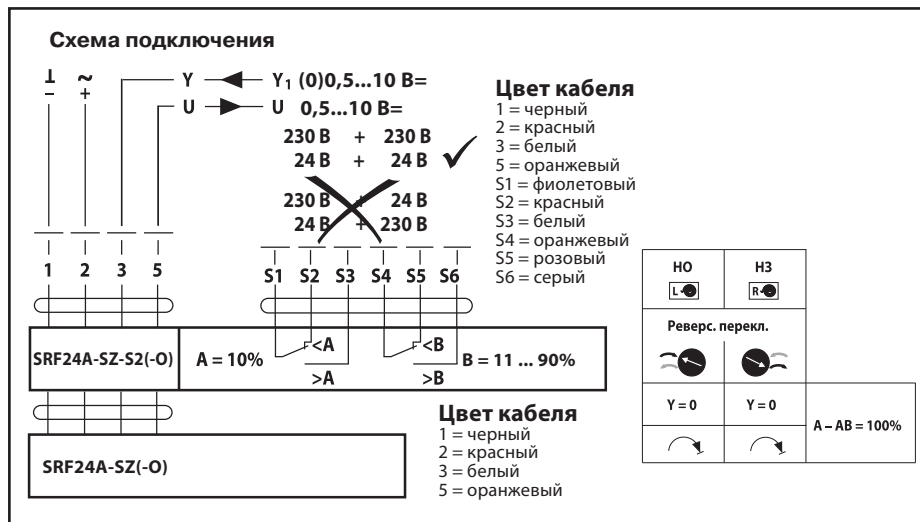 Схема подключения
⊥ ~
– +
Y Y₁ (0)0,5...10 В=
U U 0,5...10 В=
230 В + 230 В
24 В + 24 В
230 В + 24 В
24 В + 230 В
Цвет кабеля
1 = черный
2 = красный
3 = белый
5 = оранжевый
S1 = фиолетовый
S2 = красный
S3 = белый
S4 = оранжевый
S5 = розовый
S6 = серый
1 2 3 5 S1 S2 S3 S4 S5 S6
SRF24A-SZ-S2(-O)
A = 10%
<A
>A
<B
>B
B = 11 ... 90%
SRF24A-SZ(-O)
Цвет кабеля
1 = черный
2 = красный
3 = белый
5 = оранжевый
НО НЗ
L R
Реверс. перекл.
Y = 0 Y = 0
A – AB = 100%